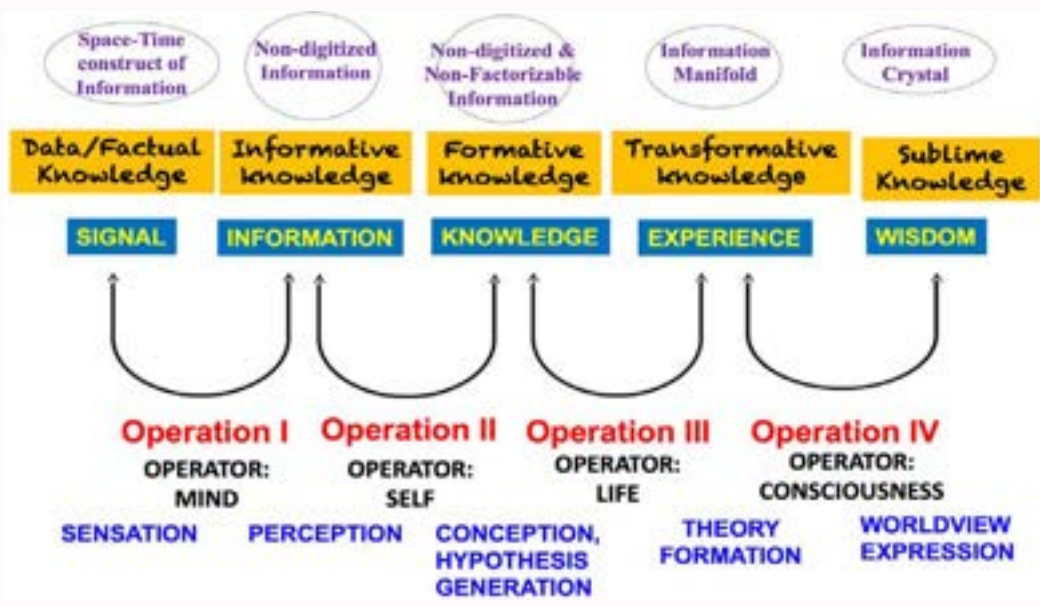 Space-Time
construct of
Information
Non-digitized
Information
Non-digitized &
Non-Factorizable
Information
Information
Manifold
Information
Crystal
Data/Factual
Knowledge
Informative
knowledge
Formative
knowledge
Transformative
knowledge
Sublime
Knowledge
SIGNAL
INFORMATION
KNOWLEDGE
EXPERIENCE
WISDOM
Operation I
Operation II
Operation III
Operation IV
OPERATOR:
MIND
OPERATOR:
SELF
OPERATOR:
LIFE
OPERATOR:
CONSCIOUSNESS
SENSATION
PERCEPTION
CONCEPTION,
HYPOTHESIS
GENERATION
THEORY
FORMATION
WORLDVIEW
EXPRESSION